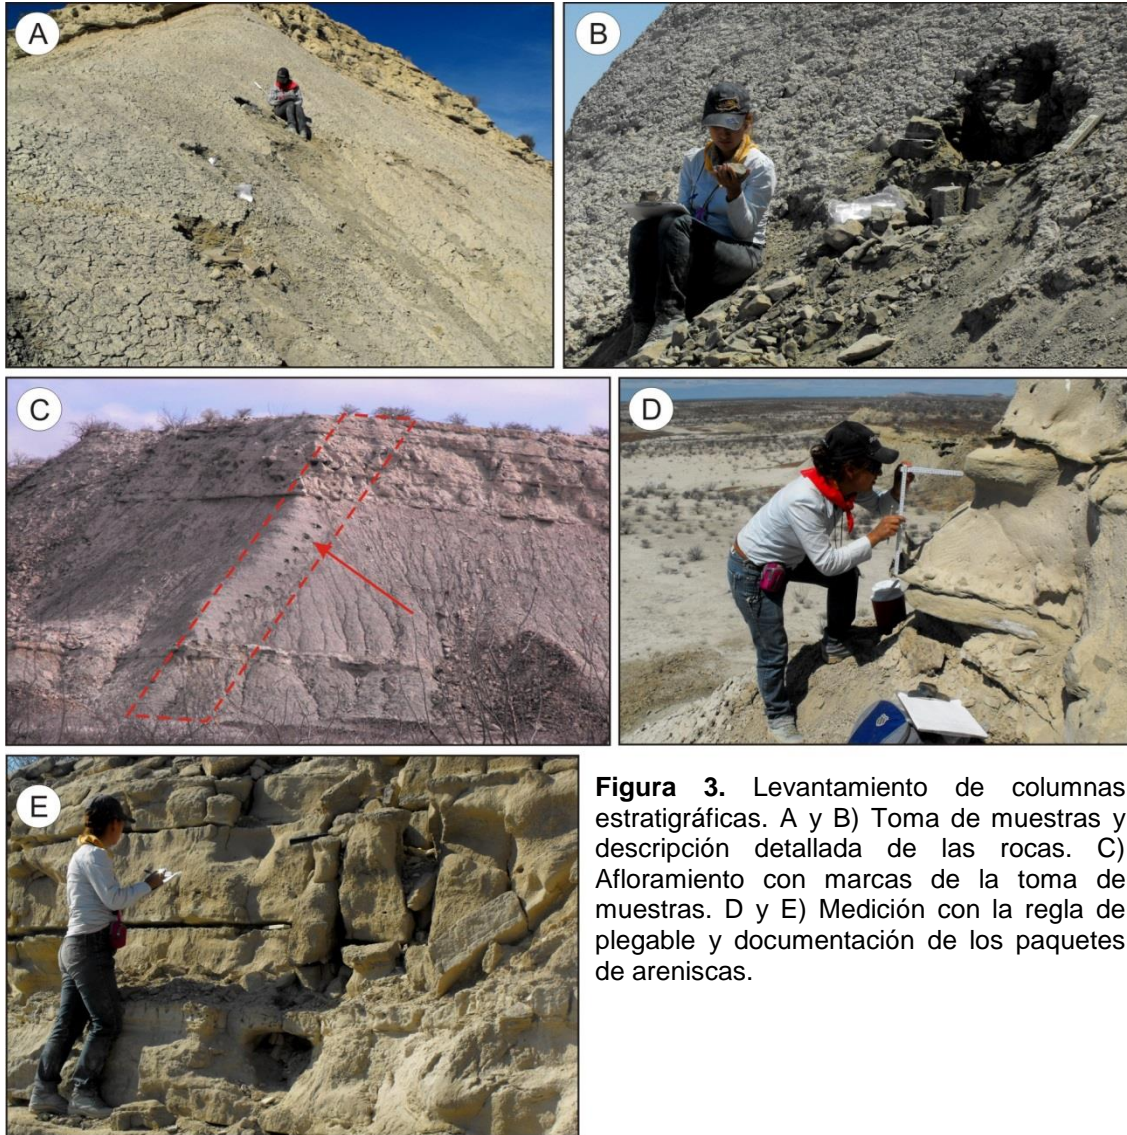 A
B
C
D
E
Figura 3. Levantamiento de columnas
estratigráficas. A y B) Toma de muestras y
descripción detallada de las rocas. C)
Afloramiento con marcas de la toma de
muestras. D y E) Medición con la regla de
plegable y documentación de los paquetes
de areniscas.